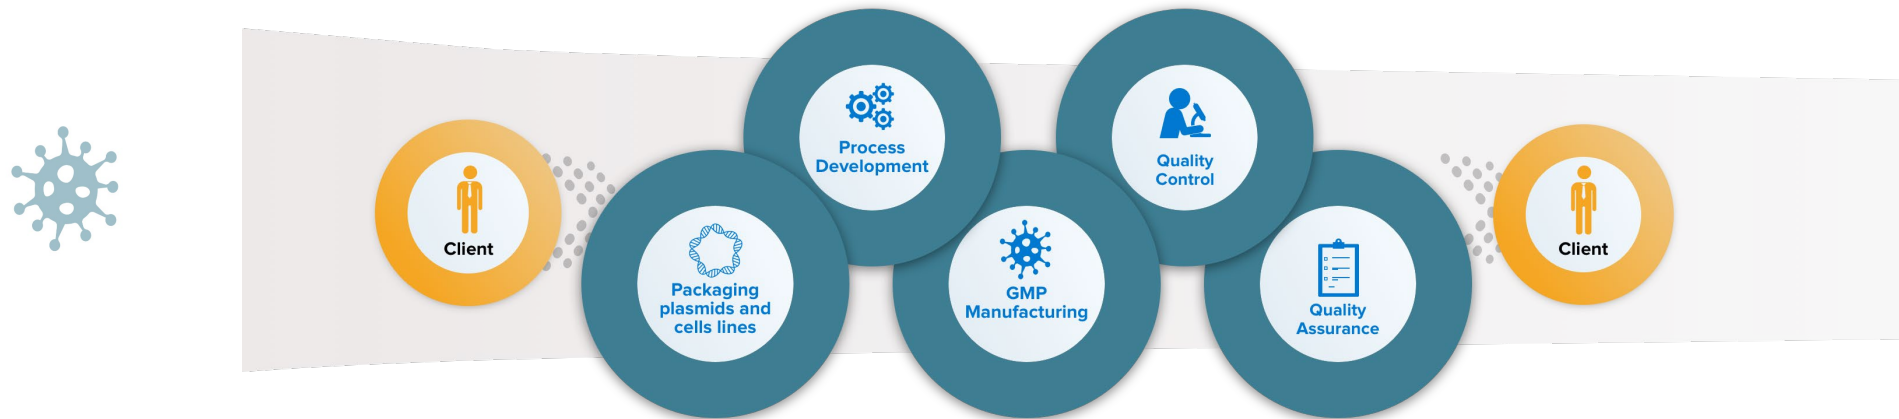 Client
Packaging
plasmids and
cells lines
Process
Development
GMP
Manufacturing
Quality
Control
Quality
Assurance
Client